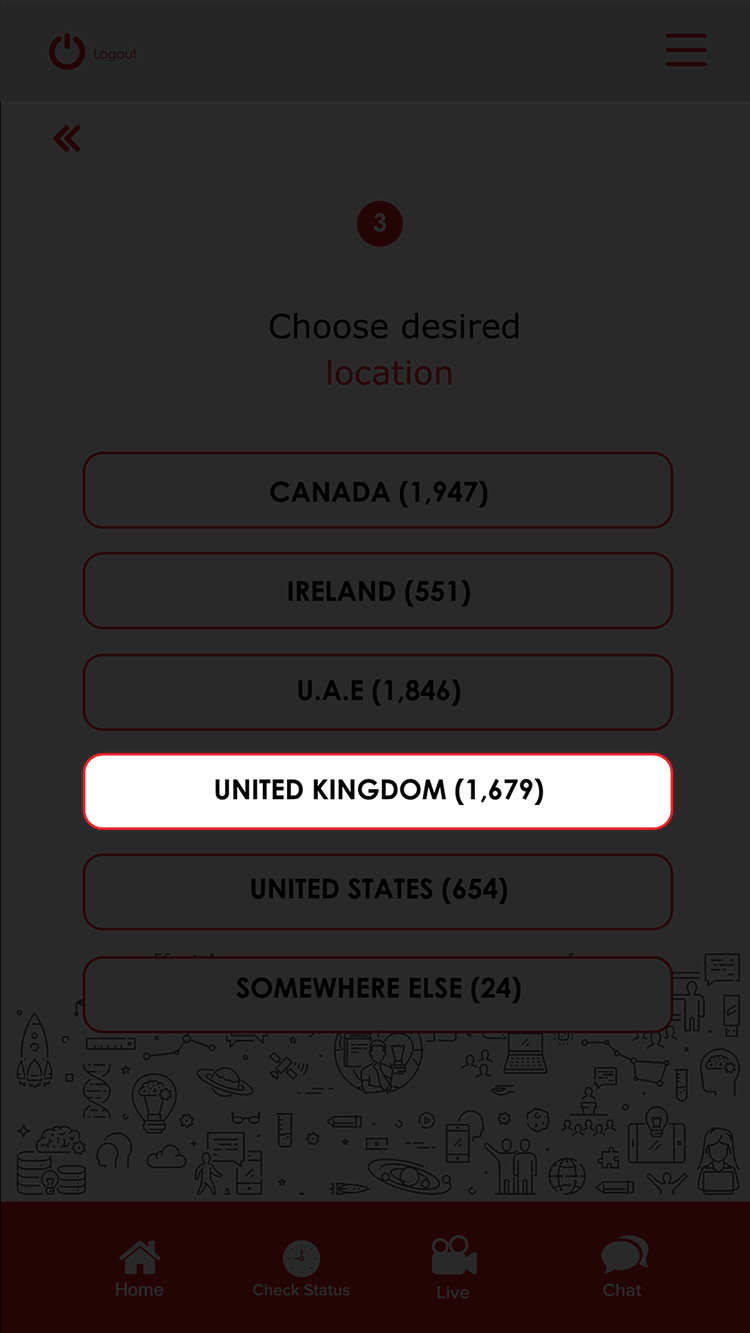 Logout
3
Choose desired
location
CANADA (1,947)
IRELAND (551)
U.A.E (1,846)
UNITED KINGDOM (1,679)
UNITED STATES (654)
SOMEWHERE ELSE (24)
Home
Check Status
Live
Chat